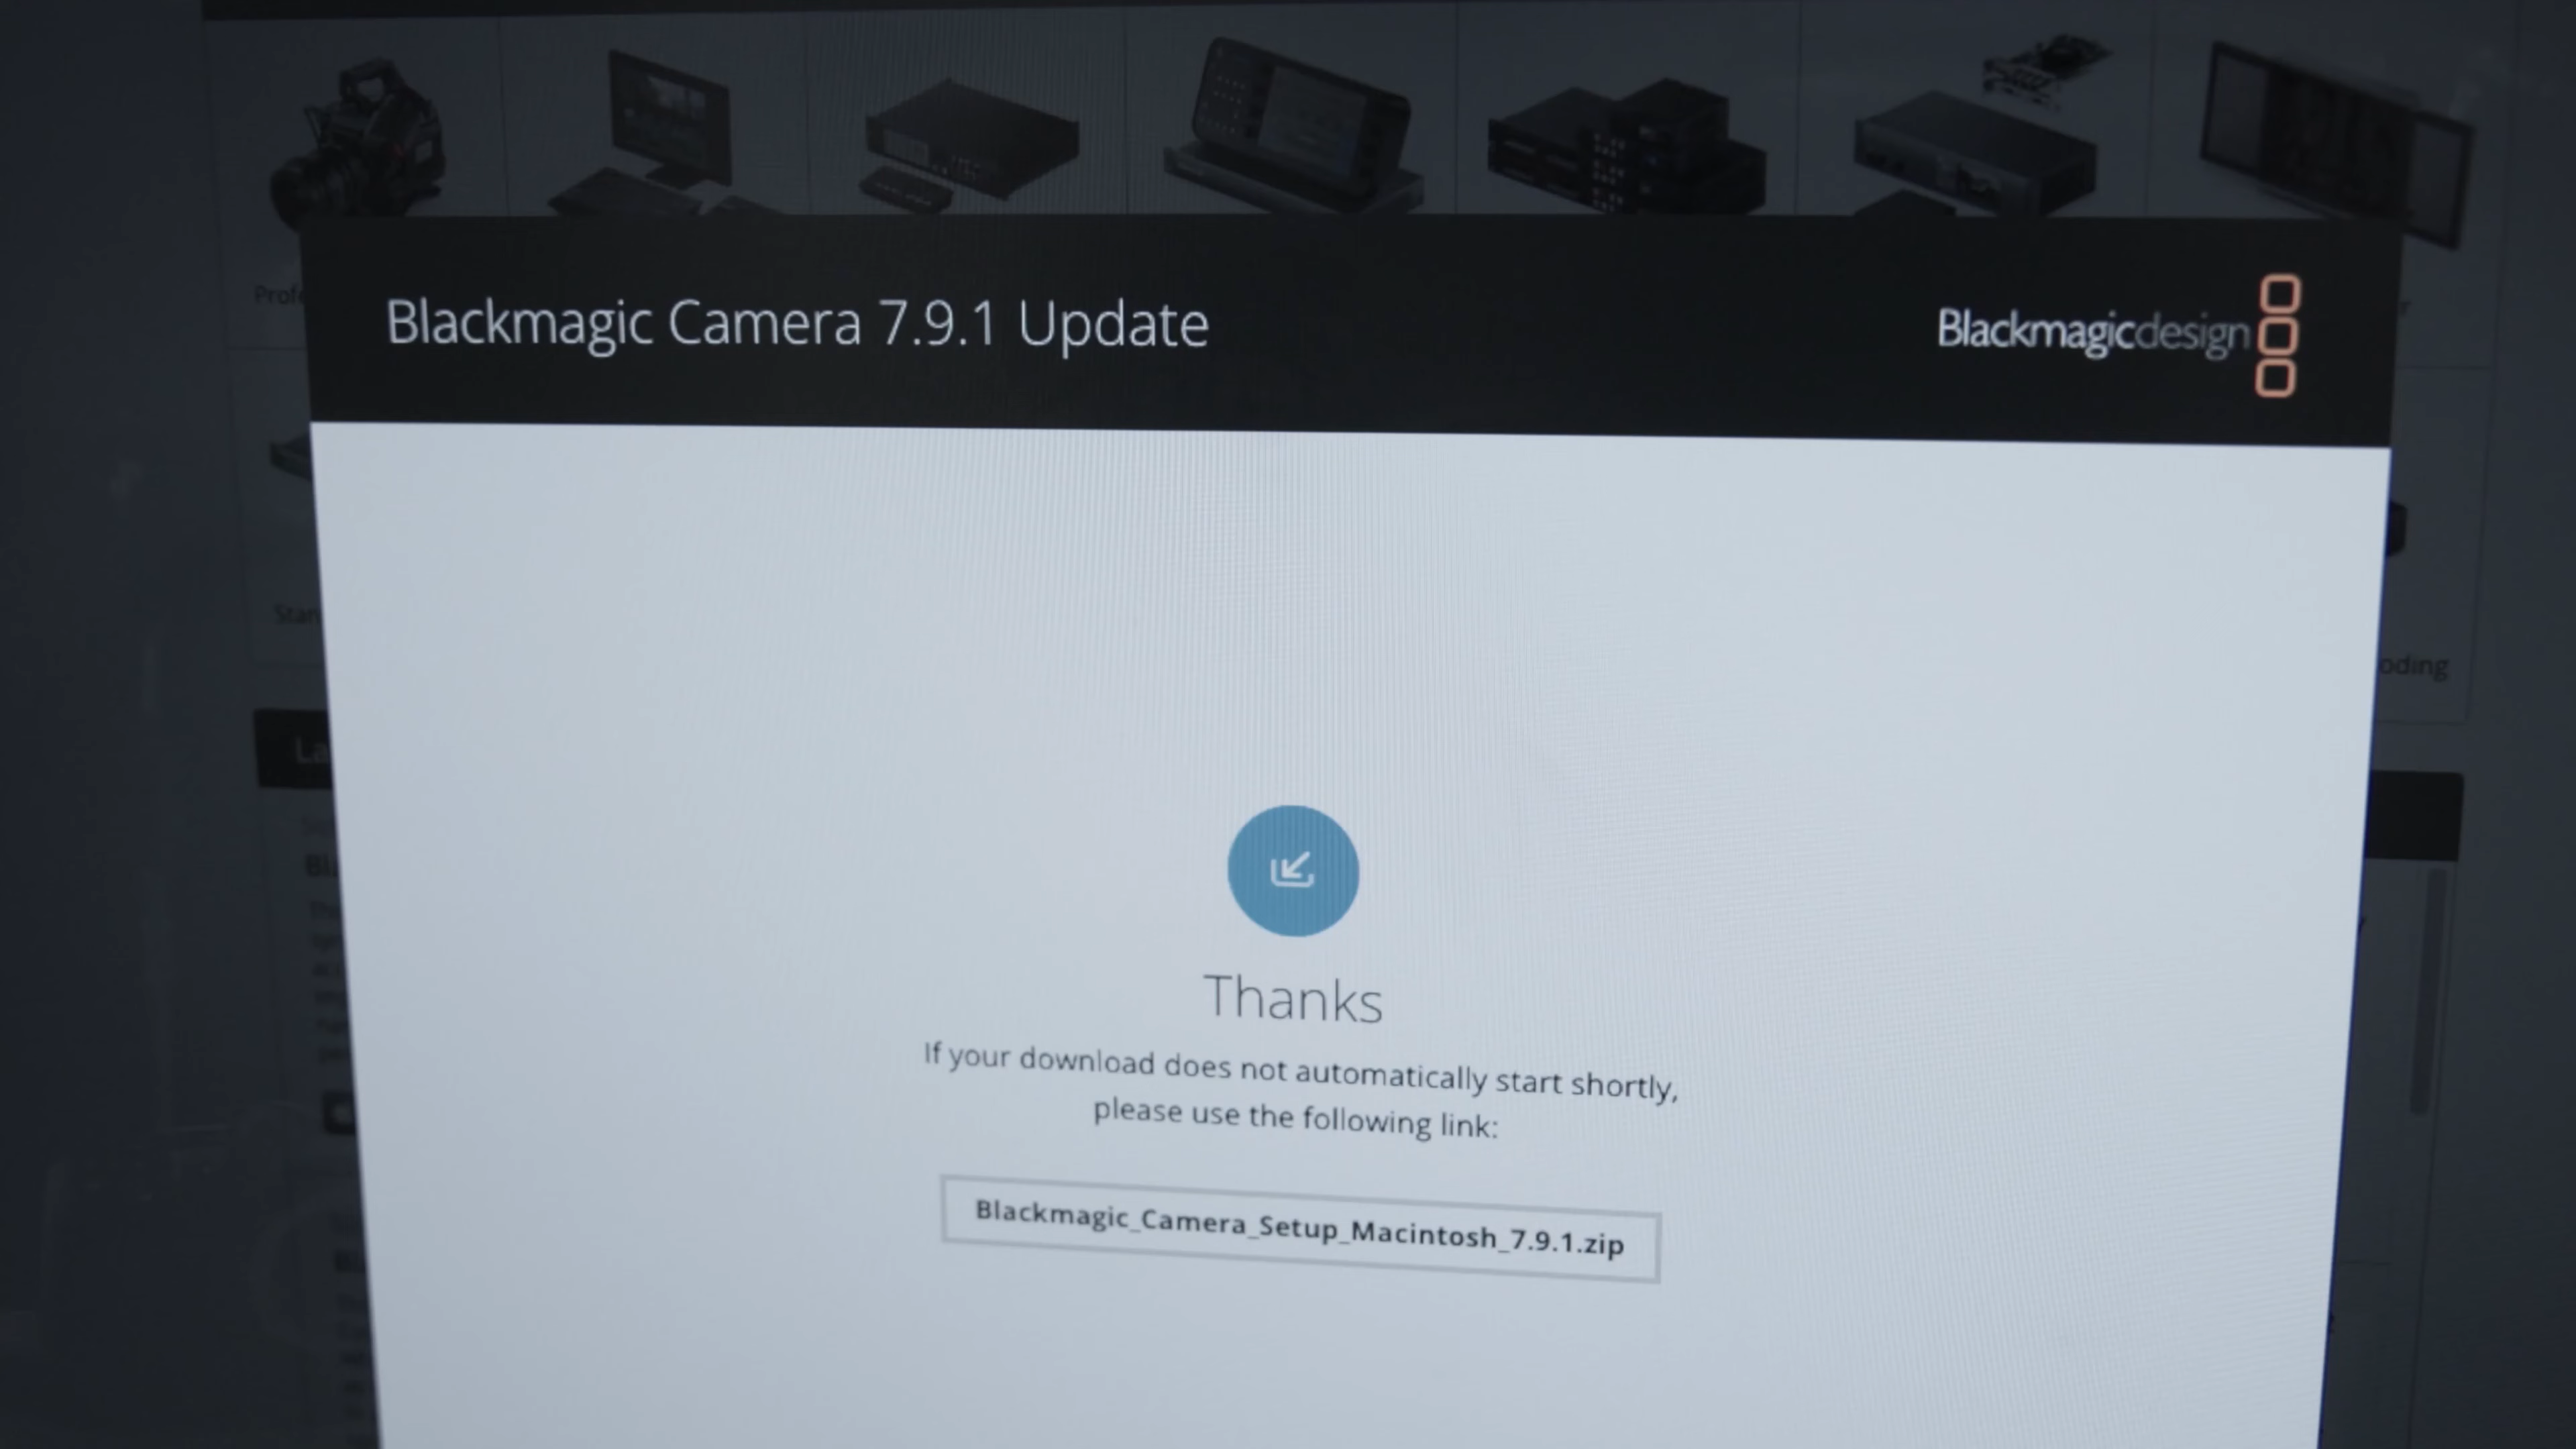 Blackmagic Camera 7.9.1 Update
Blackmagicdesign
oding
Thanks
If your download does not automatically start shortly,
please use the following link:
Blackmagic_Camera_Setup_Macintosh_7.9.1.zip